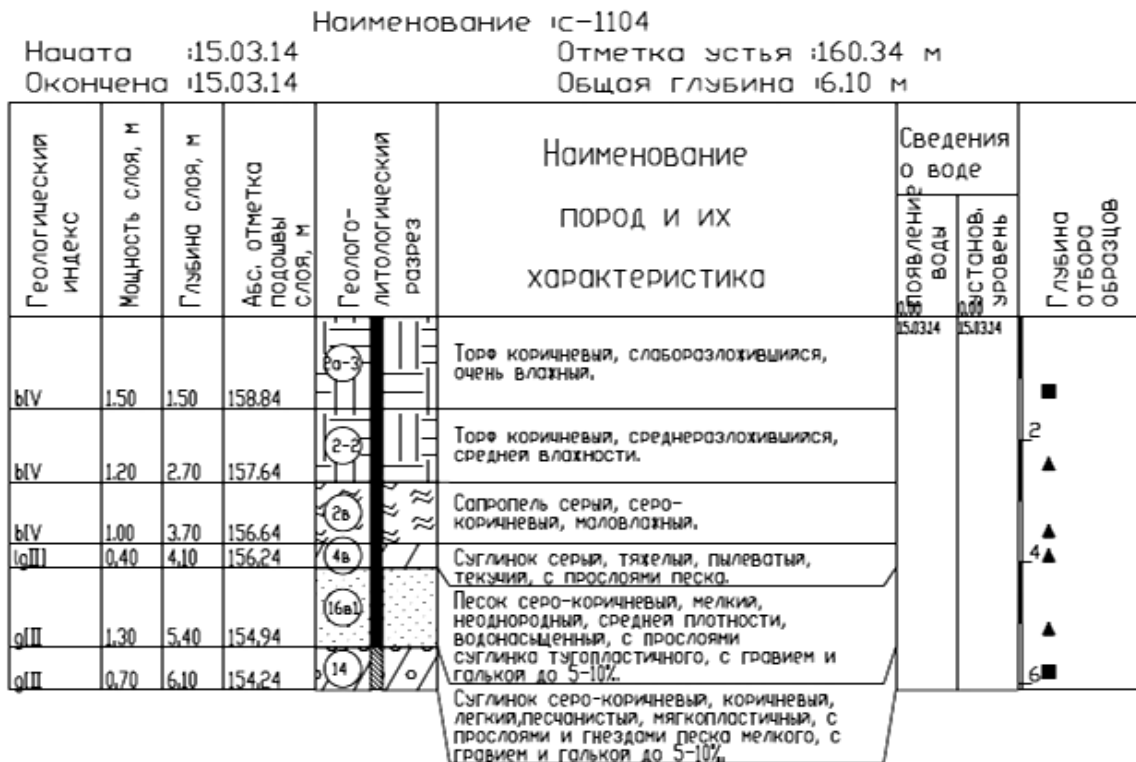 Наименование :с-1104
Начата :15.03.14 Отметка устья :160.34 м
Окончена :15.03.14 Общая глубина :6.10 м
Геологический индекс
Мощность слоя, м
Глубина слоя, м
Абс. отметка подошвы слоя, м
Геолого-литологический разрез
Наименование
пород и их
характеристика
Сведения
о воде
Появление воды
Установ. уровень
Глубина отбора образцов
0.00 0.00
15.03.14 15.03.14
2а-3
Торф коричневый, слаборазложившийся,
очень влажный.
bIV 1.50 1.50 158.84
2
2-2
Торф коричневый, среднеразложившийся,
средней влажности.
bIV 1.20 2.70 157.64
2в
Сапропель серый, серо-
коричневый, маловлажный.
bIV 1.00 3.70 156.64
4
lgIII 0.40 4.10 156.24 4в
Суглинок серый, тяжелый, пылеватый,
текучий, с прослоями песка.
16в1
Песок серо-коричневый, мелкий,
неоднородный, средней плотности,
водонасыщенный, с прослоями
суглинка тугопластичного, с гравием и
галькой до 5-10%.
gIII 1.30 5.40 154.94
14
gIII 0.70 6.10 154.24
6
Суглинок серо-коричневый, коричневый,
легкий,песчанистый, мягкопластичный, с
прослоями и гнездами песка мелкого, с
гравием и галькой до 5-10%.